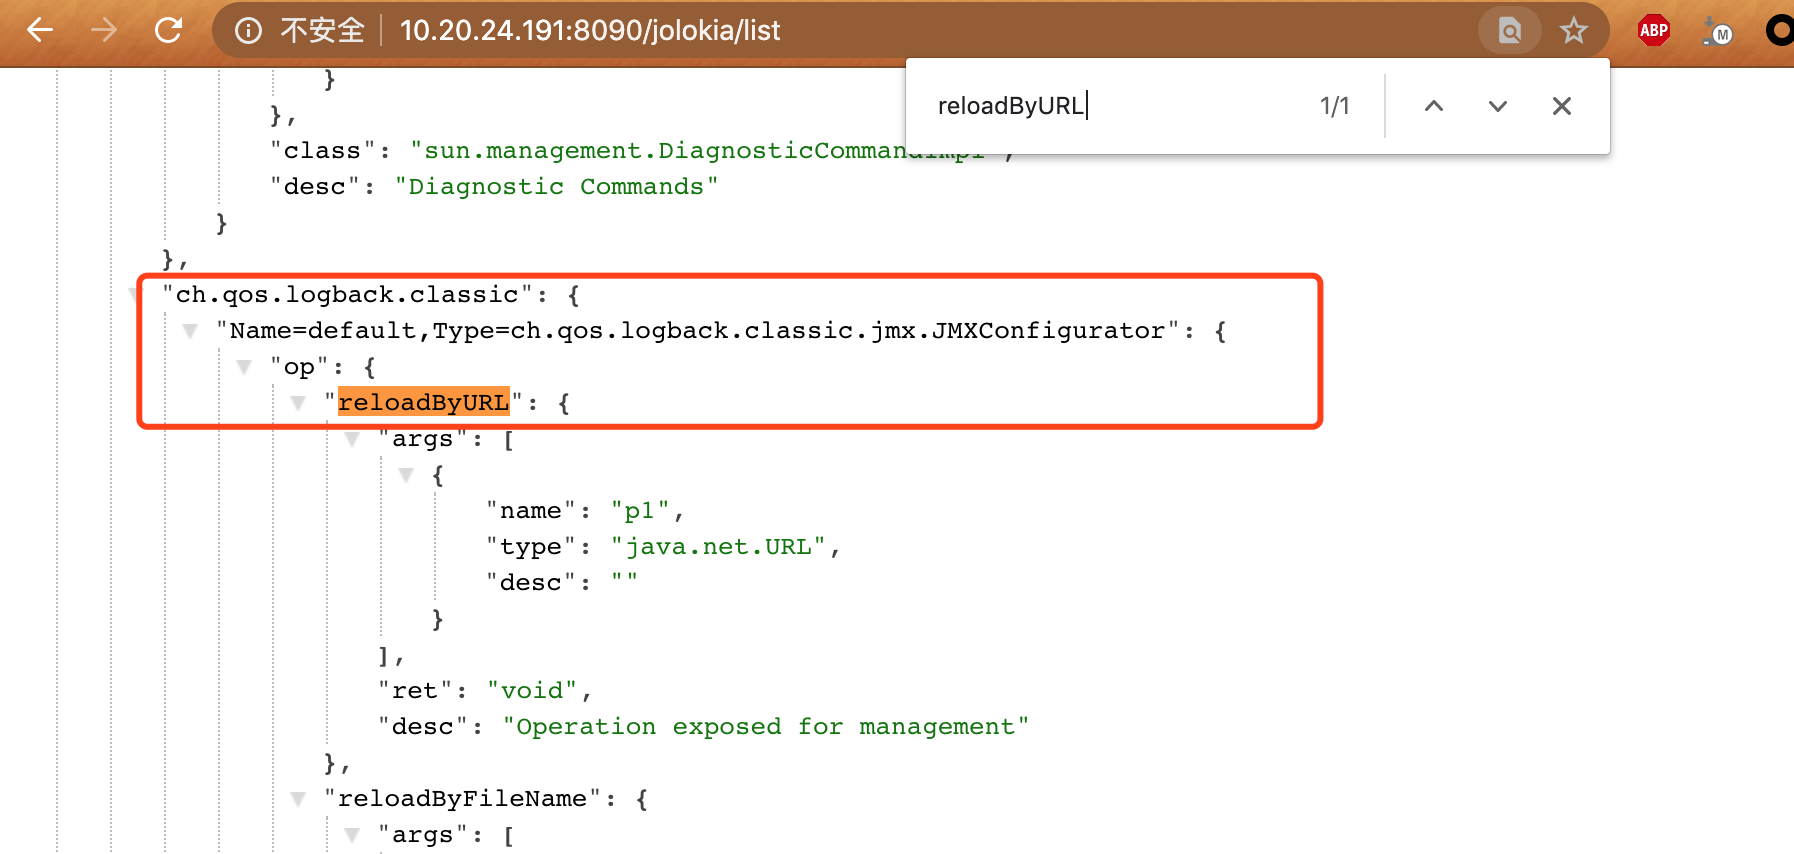 不安全 10.20.24.191:8090/jolokia/list
ABP
M
reloadByURL 1/1
}
},
"class": "sun.management.DiagnosticCommandImpl",
"desc": "Diagnostic Commands"
}
},
"ch.qos.logback.classic": {
"Name=default,Type=ch.qos.logback.classic.jmx.JMXConfigurator": {
"op": {
"reloadByURL": {
"args": [
{
"name": "p1",
"type": "java.net.URL",
"desc": ""
}
],
"ret": "void",
"desc": "Operation exposed for management"
},
"reloadByFileName": {
"args": [